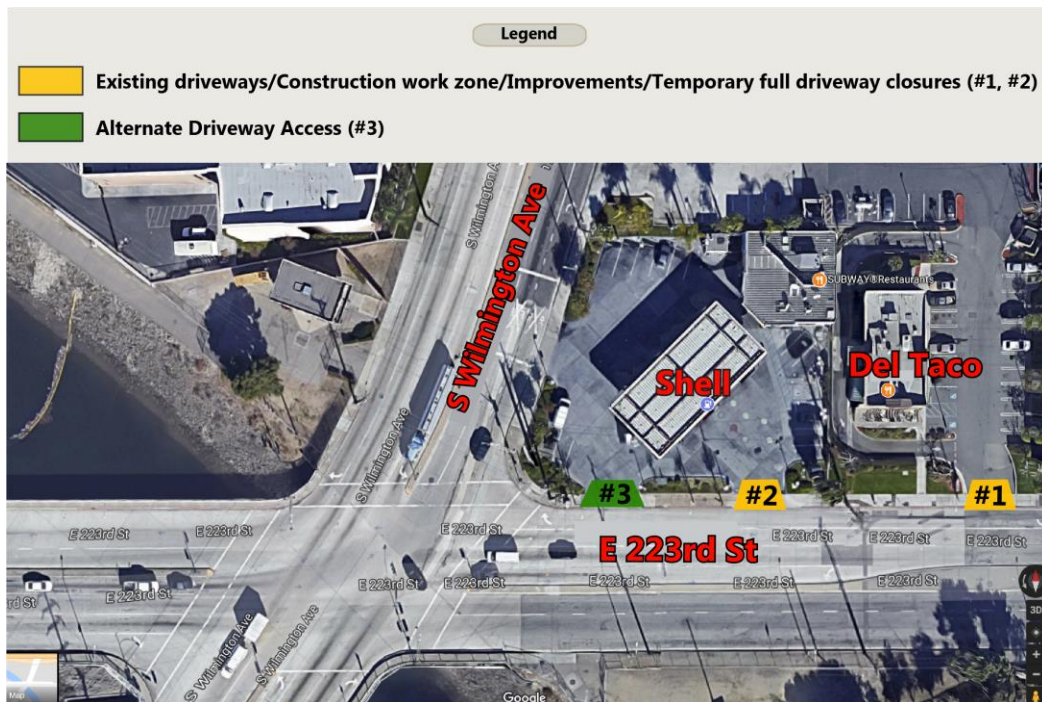 Legend
Existing driveways/Construction work zone/Improvements/Temporary full driveway closures (#1, #2)
Alternate Driveway Access (#3)
S Wilmington A
S Wilmington Ave
SUBWAY®Restaurants
Del Taco
Shell
S Wilmington Ave
#3
#2
#1
E 223rd St
E 223rd St
E 223rd St
E 223rd St
E 223rd St
E 223rd St
E 223rd St
rd St
E 223rd St
E 223rd St
E 223rd St
E 223rd St
E 223rd St
E 223rd St
3D
+
-
S Wilmington Ave
S Wilmington Ave
Map
Google